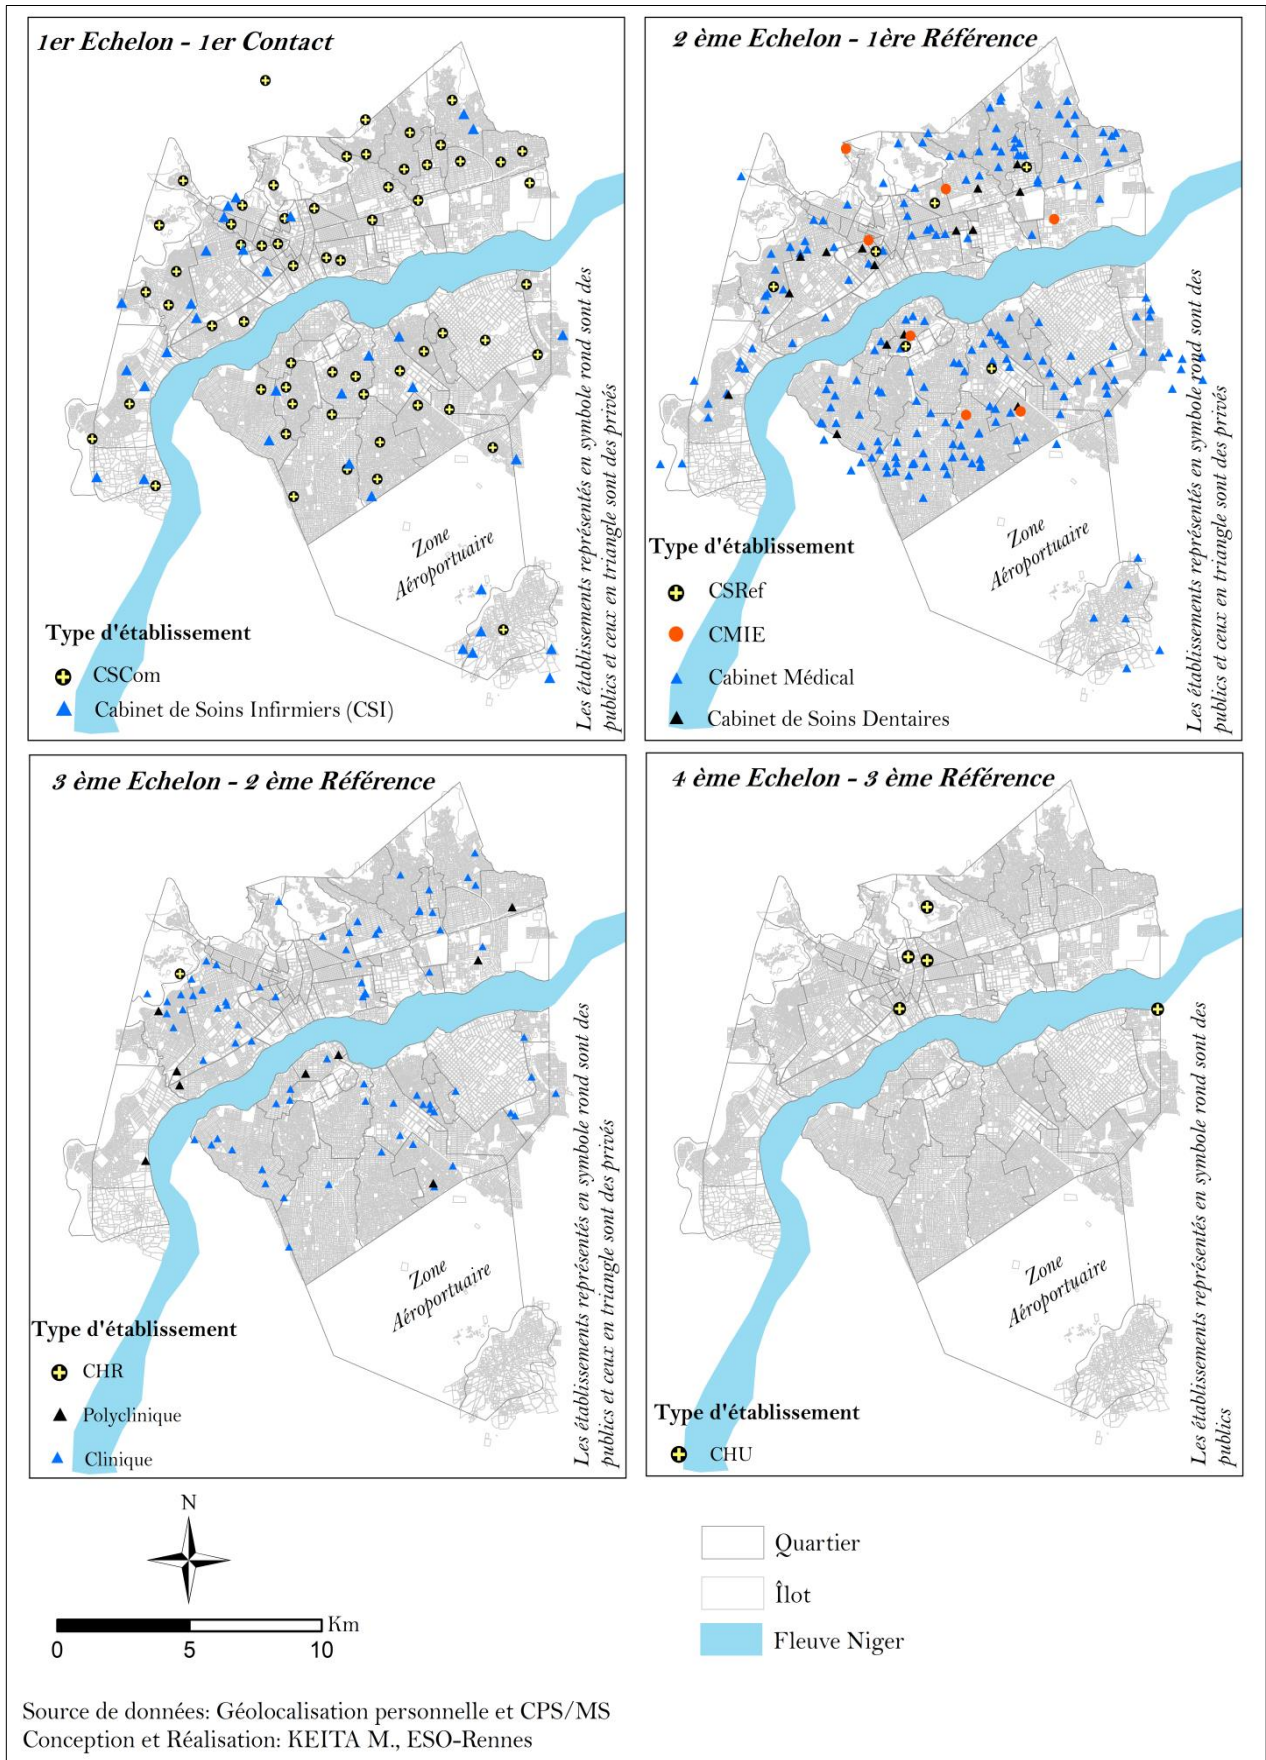 1er Echelon - 1er Contact
Zone
Aéroportuaire
Type d'établissement
CSCom
Cabinet de Soins Infirmiers (CSI)
Les établissements représentés en symbole rond sont des
publics et ceux en triangle sont des privés
2 ème Echelon - 1ère Référence
Zone
Aéroportuaire
Type d'établissement
CSRef
CMIE
Cabinet Médical
Cabinet de Soins Dentaires
Les établissements représentés en symbole rond sont des
publics et ceux en triangle sont des privés
3 ème Echelon - 2 ème Référence
Zone
Aéroportuaire
Type d'établissement
CHR
Polyclinique
Clinique
Les établissements représentés en symbole rond sont des
publics et ceux en triangle sont des privés
4 ème Echelon - 3 ème Référence
Zone
Aéroportuaire
Type d'établissement
CHU
Les établissements représentés en symbole rond sont des
publics
N
Km
0 5 10
Quartier
Îlot
Fleuve Niger
Source de données: Géolocalisation personnelle et CPS/MS
Conception et Réalisation: KEITA M., ESO-Rennes